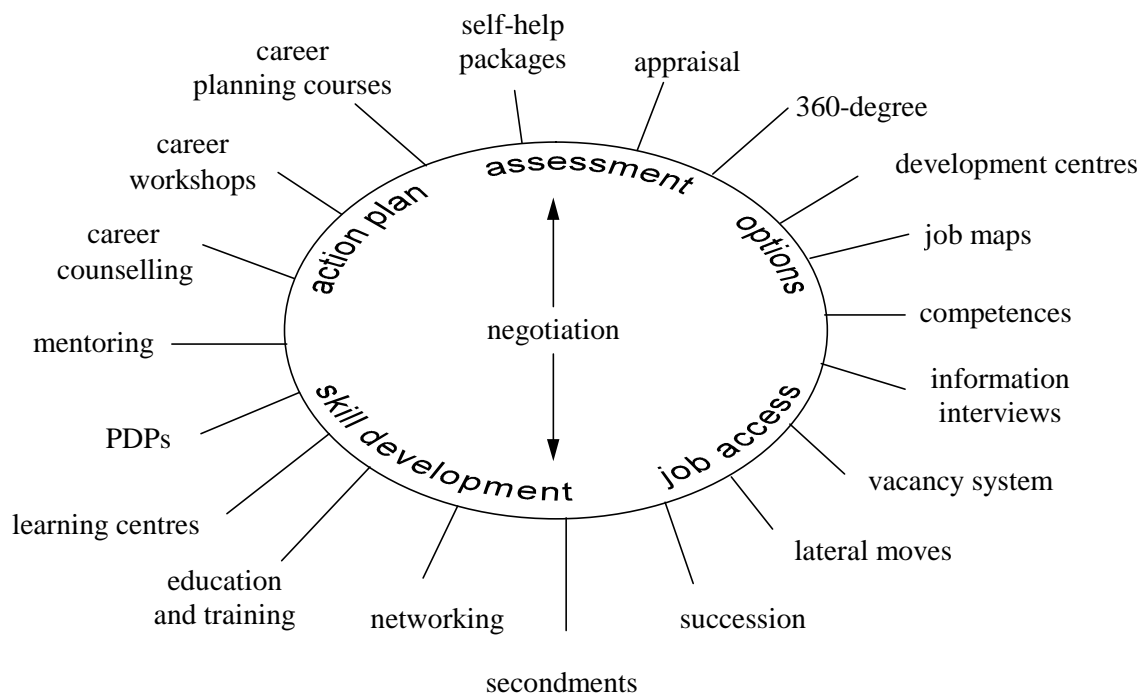 self-help
packages
appraisal
360-degree
development centres
job maps
competences
information
interviews
vacancy system
lateral moves
succession
secondments
networking
education
and training
learning centres
PDPs
mentoring
career
counselling
career
workshops
career
planning courses
assessment
options
job access
skill development
action plan
negotiation